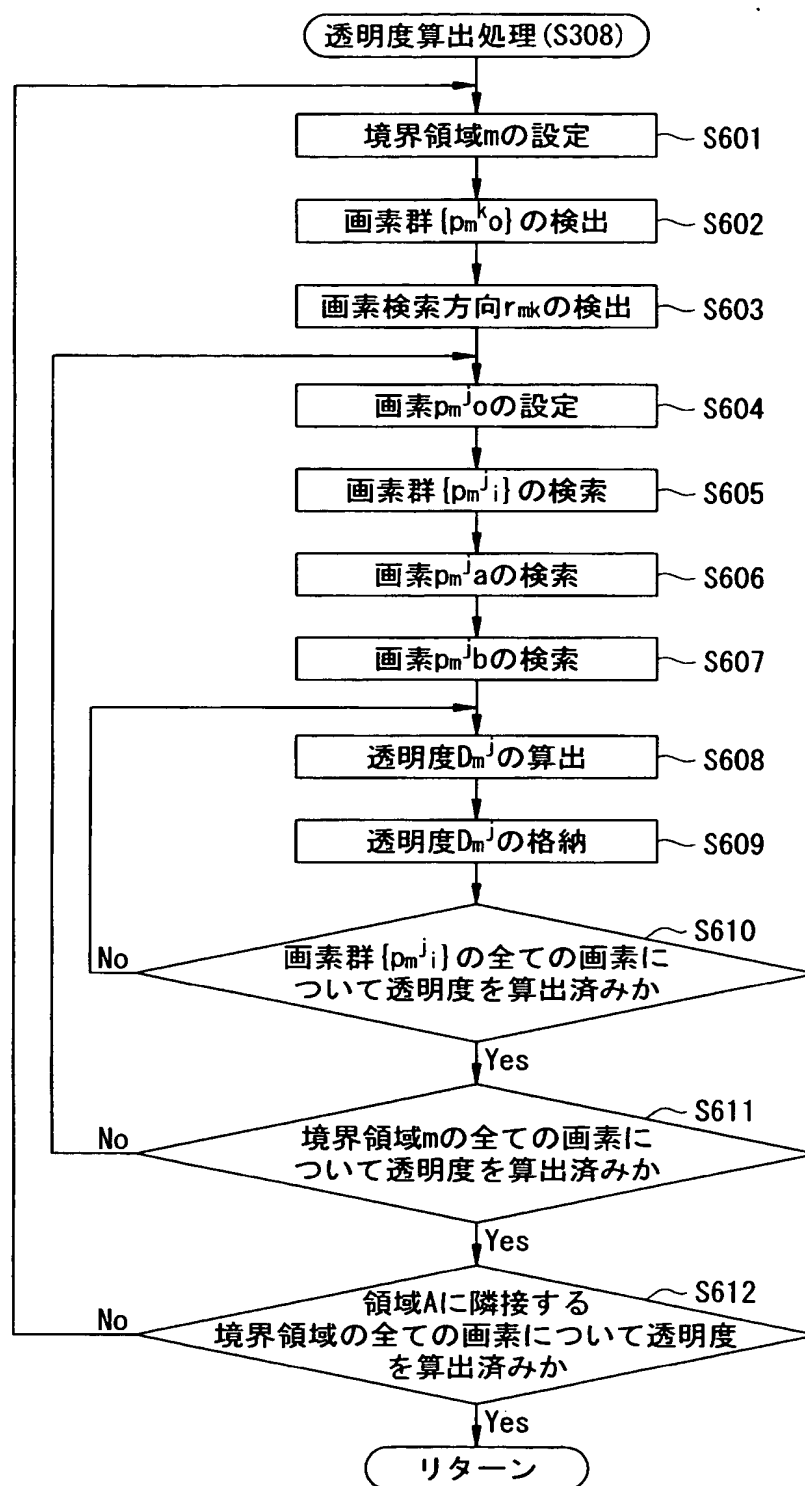 透明度算出処理(S308)
境界領域mの設定 S601
画素群{pm^k o}の検出 S602
画素検索方向rmkの検出 S603
画素pm^j oの設定 S604
画素群{pm^j i}の検索 S605
画素pm^j aの検索 S606
画素pm^j bの検索 S607
透明度Dm^jの算出 S608
透明度Dm^jの格納 S609
S610
No
画素群{pm^j i}の全ての画素に
ついて透明度を算出済みか
Yes
S611
No
境界領域mの全ての画素に
ついて透明度を算出済みか
Yes
S612
No
領域Aに隣接する
境界領域の全ての画素について透明度
を算出済みか
Yes
リターン